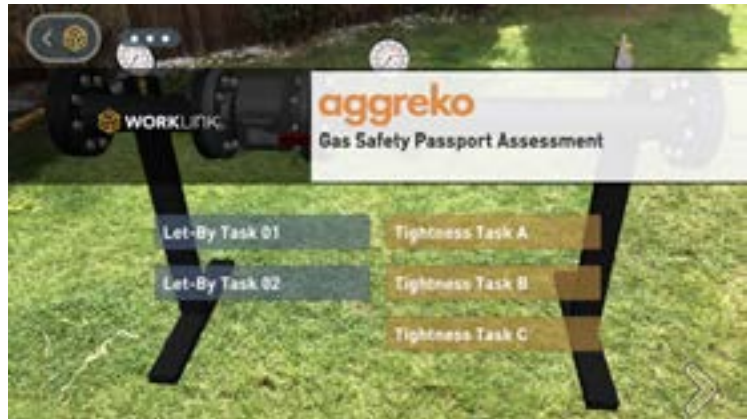 WORKLINK
aggreko
Gas Safety Passport Assessment
Let-By Task 01
Tightness Task A
Let-By Task 02
Tightness Task B
Tightness Task C